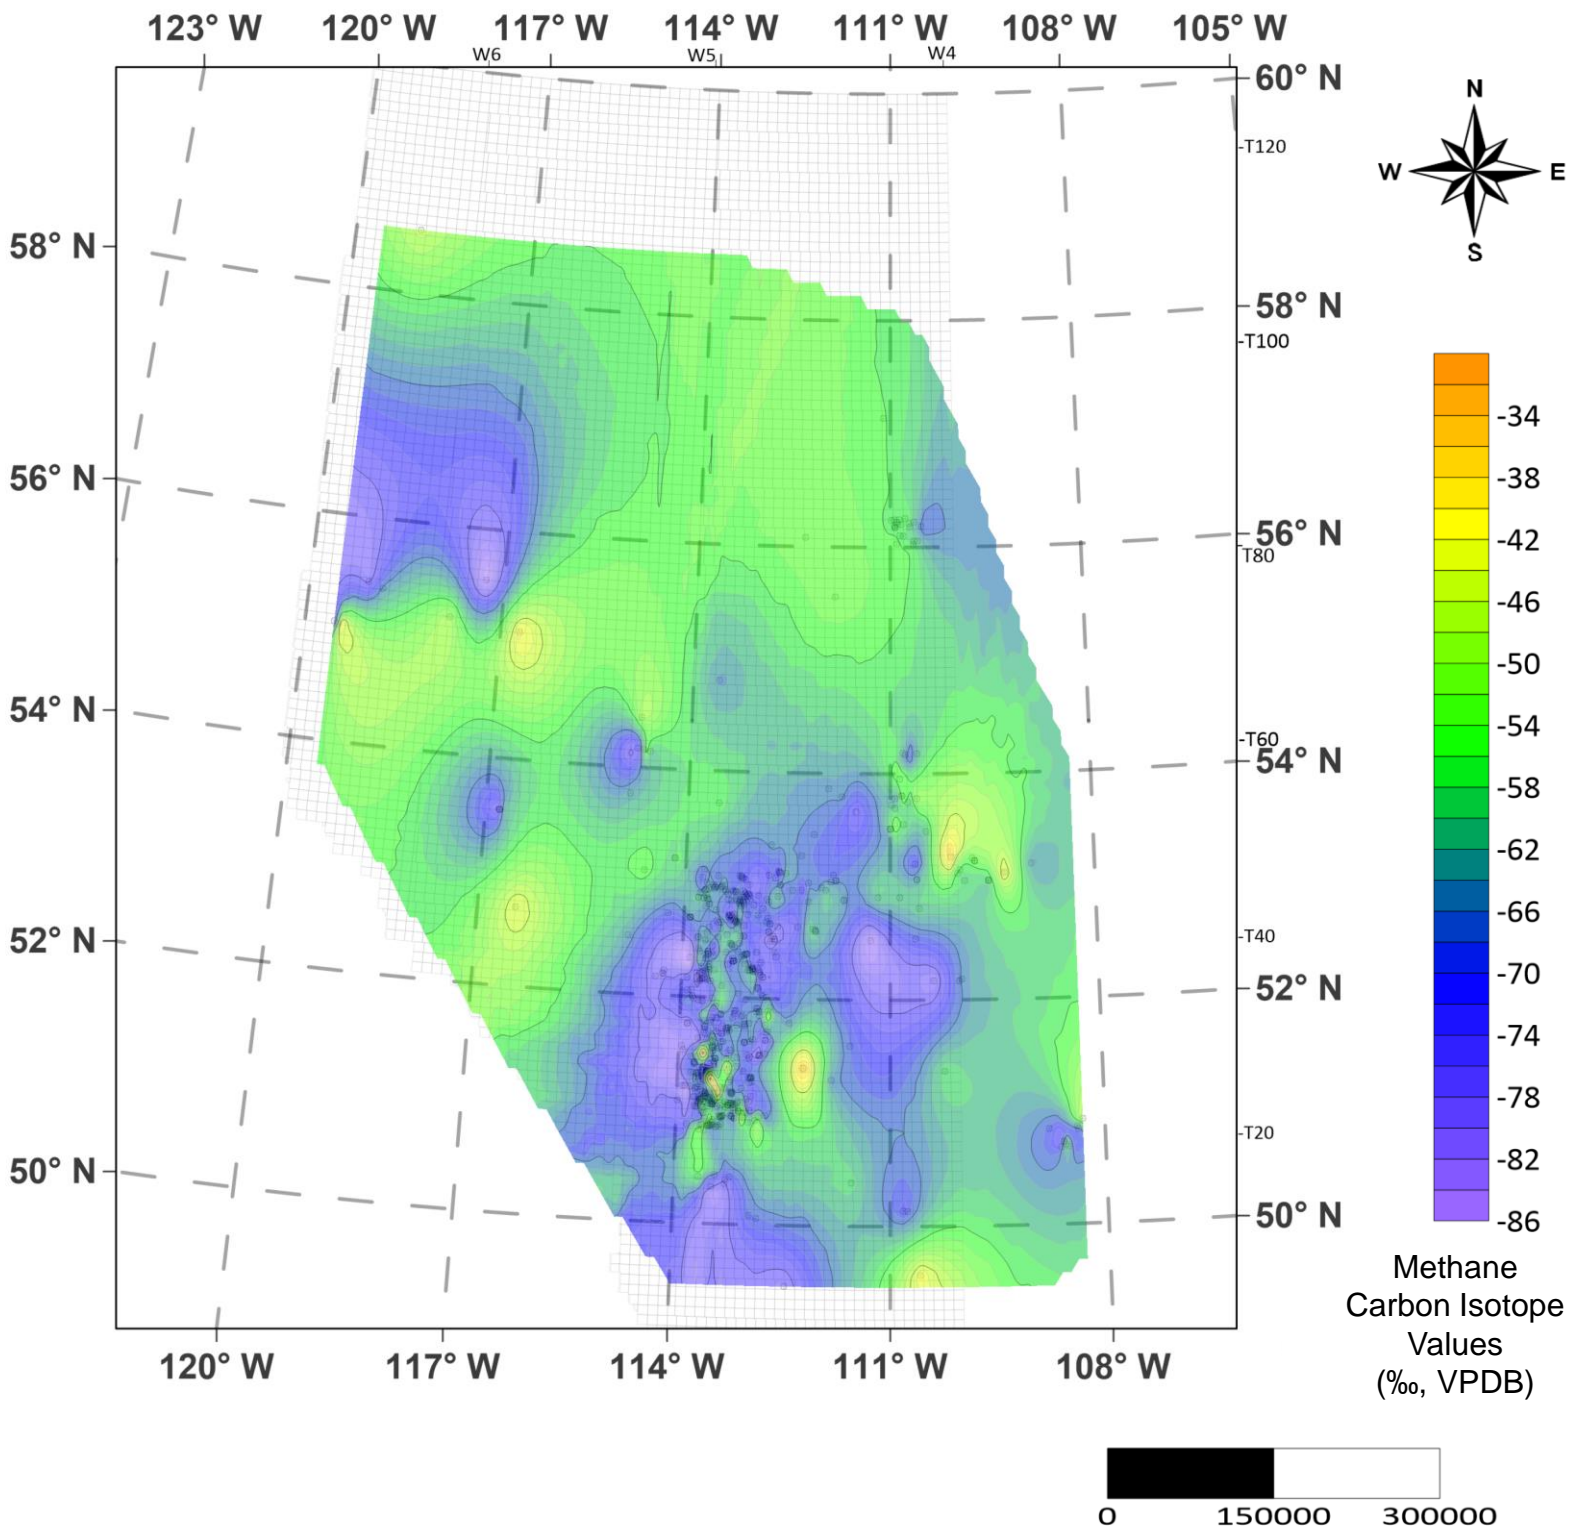 123° W 120° W 117° W 114° W 111° W 108° W 105° W
W6 W5 W4
60° N
N
-T120
W E
S
58° N
58° N
-T100
-34
-38
56° N
56° N
-T80
-42
-46
-50
54° N
-T60
54° N
-54
-58
-62
-66
52° N
-T40
52° N
-70
-74
-78
-T20
50° N
-82
50° N
-86
Methane
Carbon Isotope
Values
(‰, VPDB)
120° W 117° W 114° W 111° W 108° W
0 150000 300000